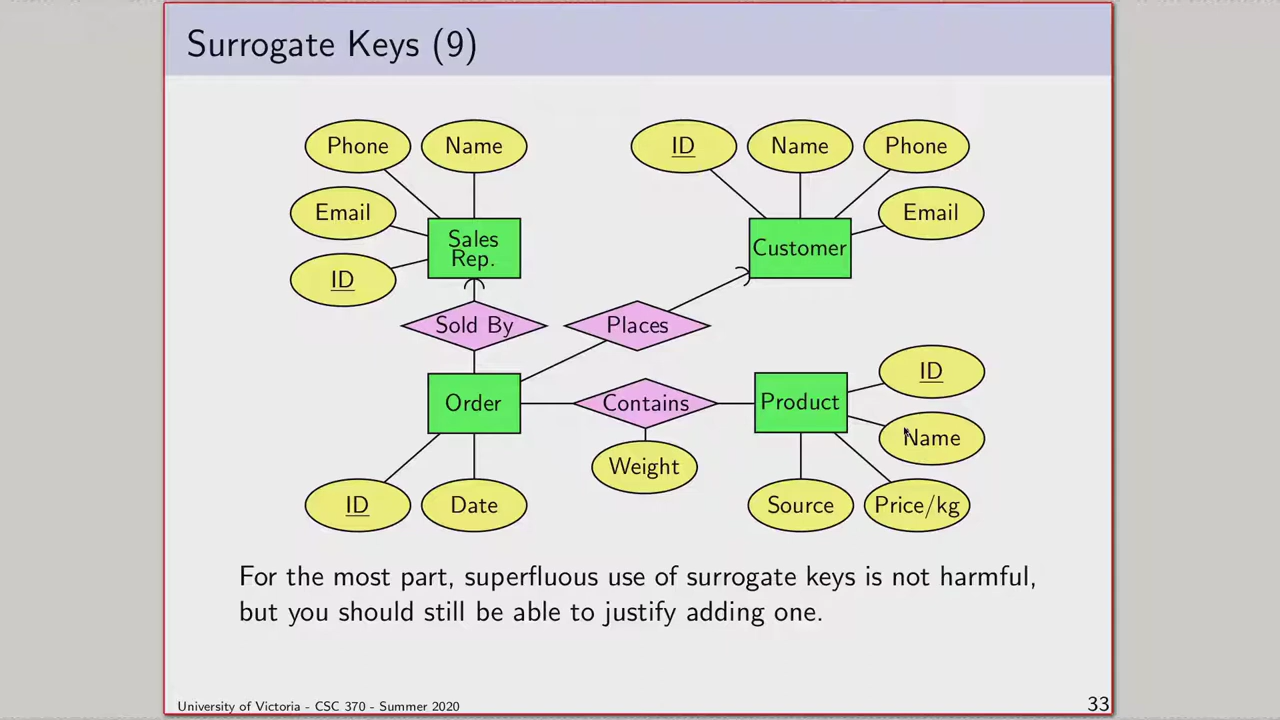 Surrogate Keys (9)
Phone
Name
ID
Name
Phone
Email
Email
Sales
Rep.
Customer
ID
Sold By
Places
ID
Order
Contains
Product
Name
Weight
ID
Date
Source
Price/kg
For the most part, superfluous use of surrogate keys is not harmful,
but you should still be able to justify adding one.
University of Victoria - CSC 370 - Summer 2020
33